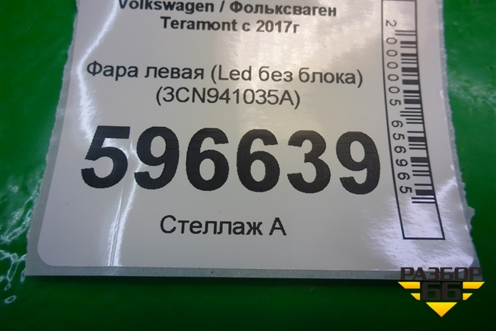 Volkswagen / Фольксваген
Teramont с 2017г
Фара левая (Led без блока)
(3CN941035A)
596639
Стеллаж А
2000005656965
РАЗБОР
66